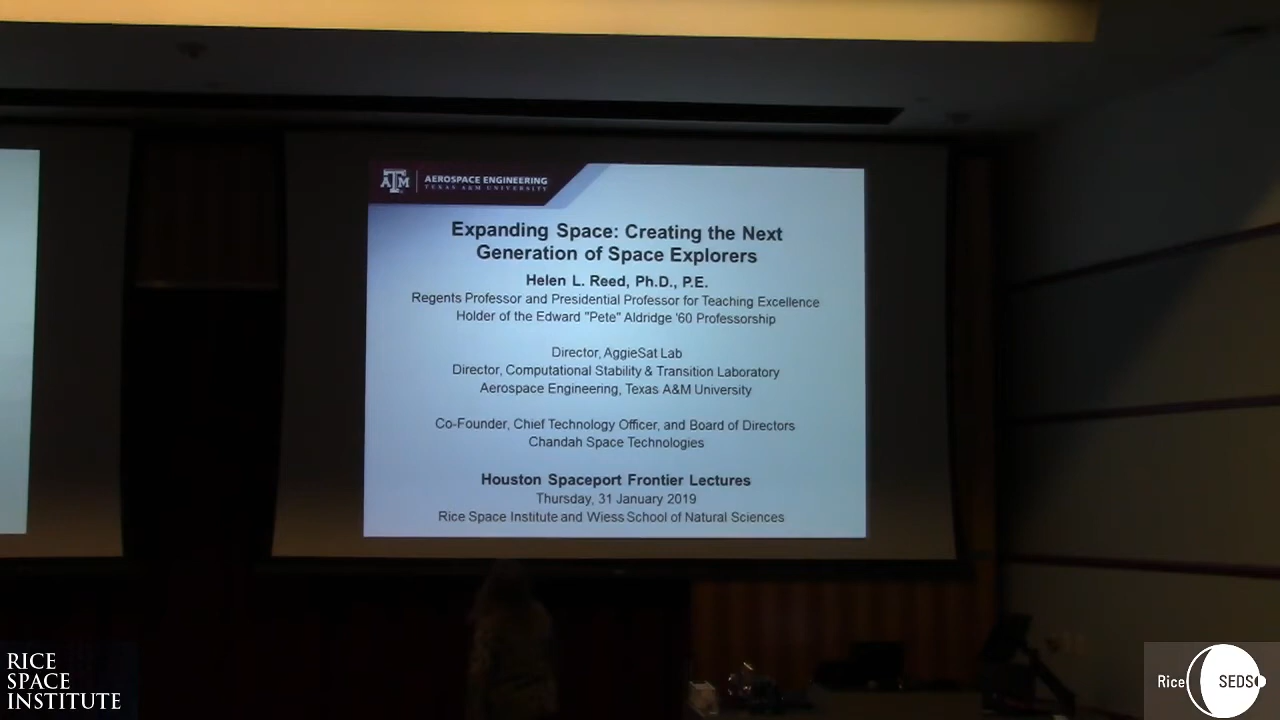 ATM
AEROSPACE ENGINEERING
TEXAS A&M UNIVERSITY
Expanding Space: Creating the Next
Generation of Space Explorers
Helen L. Reed, Ph.D., P.E.
Regents Professor and Presidential Professor for Teaching Excellence
Holder of the Edward "Pete" Aldridge '60 Professorship
Director, AggieSat Lab
Director, Computational Stability & Transition Laboratory
Aerospace Engineering, Texas A&M University
Co-Founder, Chief Technology Officer, and Board of Directors
Chandah Space Technologies
Houston Spaceport Frontier Lectures
Thursday, 31 January 2019
Rice Space Institute and Wiess School of Natural Sciences
RICE
SPACE
INSTITUTE
Rice SEDS